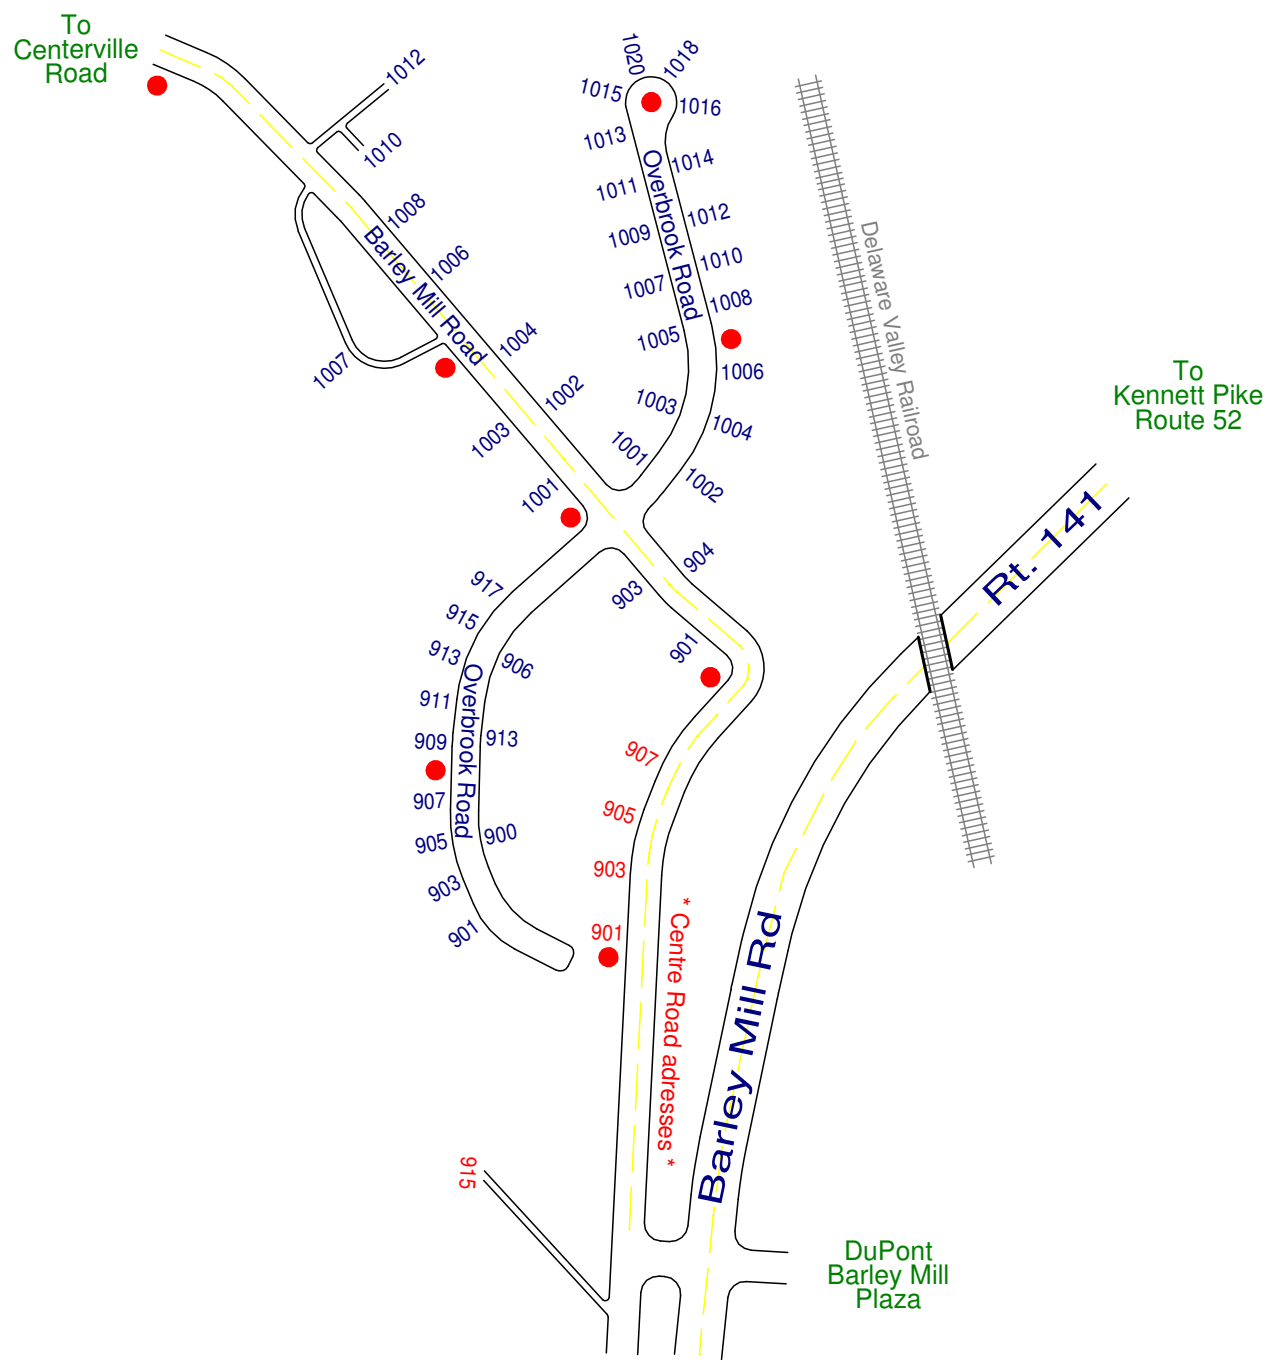 To
Centerville
Road
1012
1010
1008
1006
1004
1002
Barley Mill Road
1007
1003
1001
1020
1018
1015
1016
1013
1014
1011
1012
1009
1010
1007
1008
1005
1006
1003
1004
1001
1002
Overbrook Road
Delaware Valley Railroad
To
Kennett Pike
Route 52
Rt. 141
904
903
901
917
915
913
906
911
909
913
907
905
900
903
901
Overbrook Road
907
905
903
901
* Centre Road adresses *
Barley Mill Rd
915
DuPont
Barley Mill
Plaza